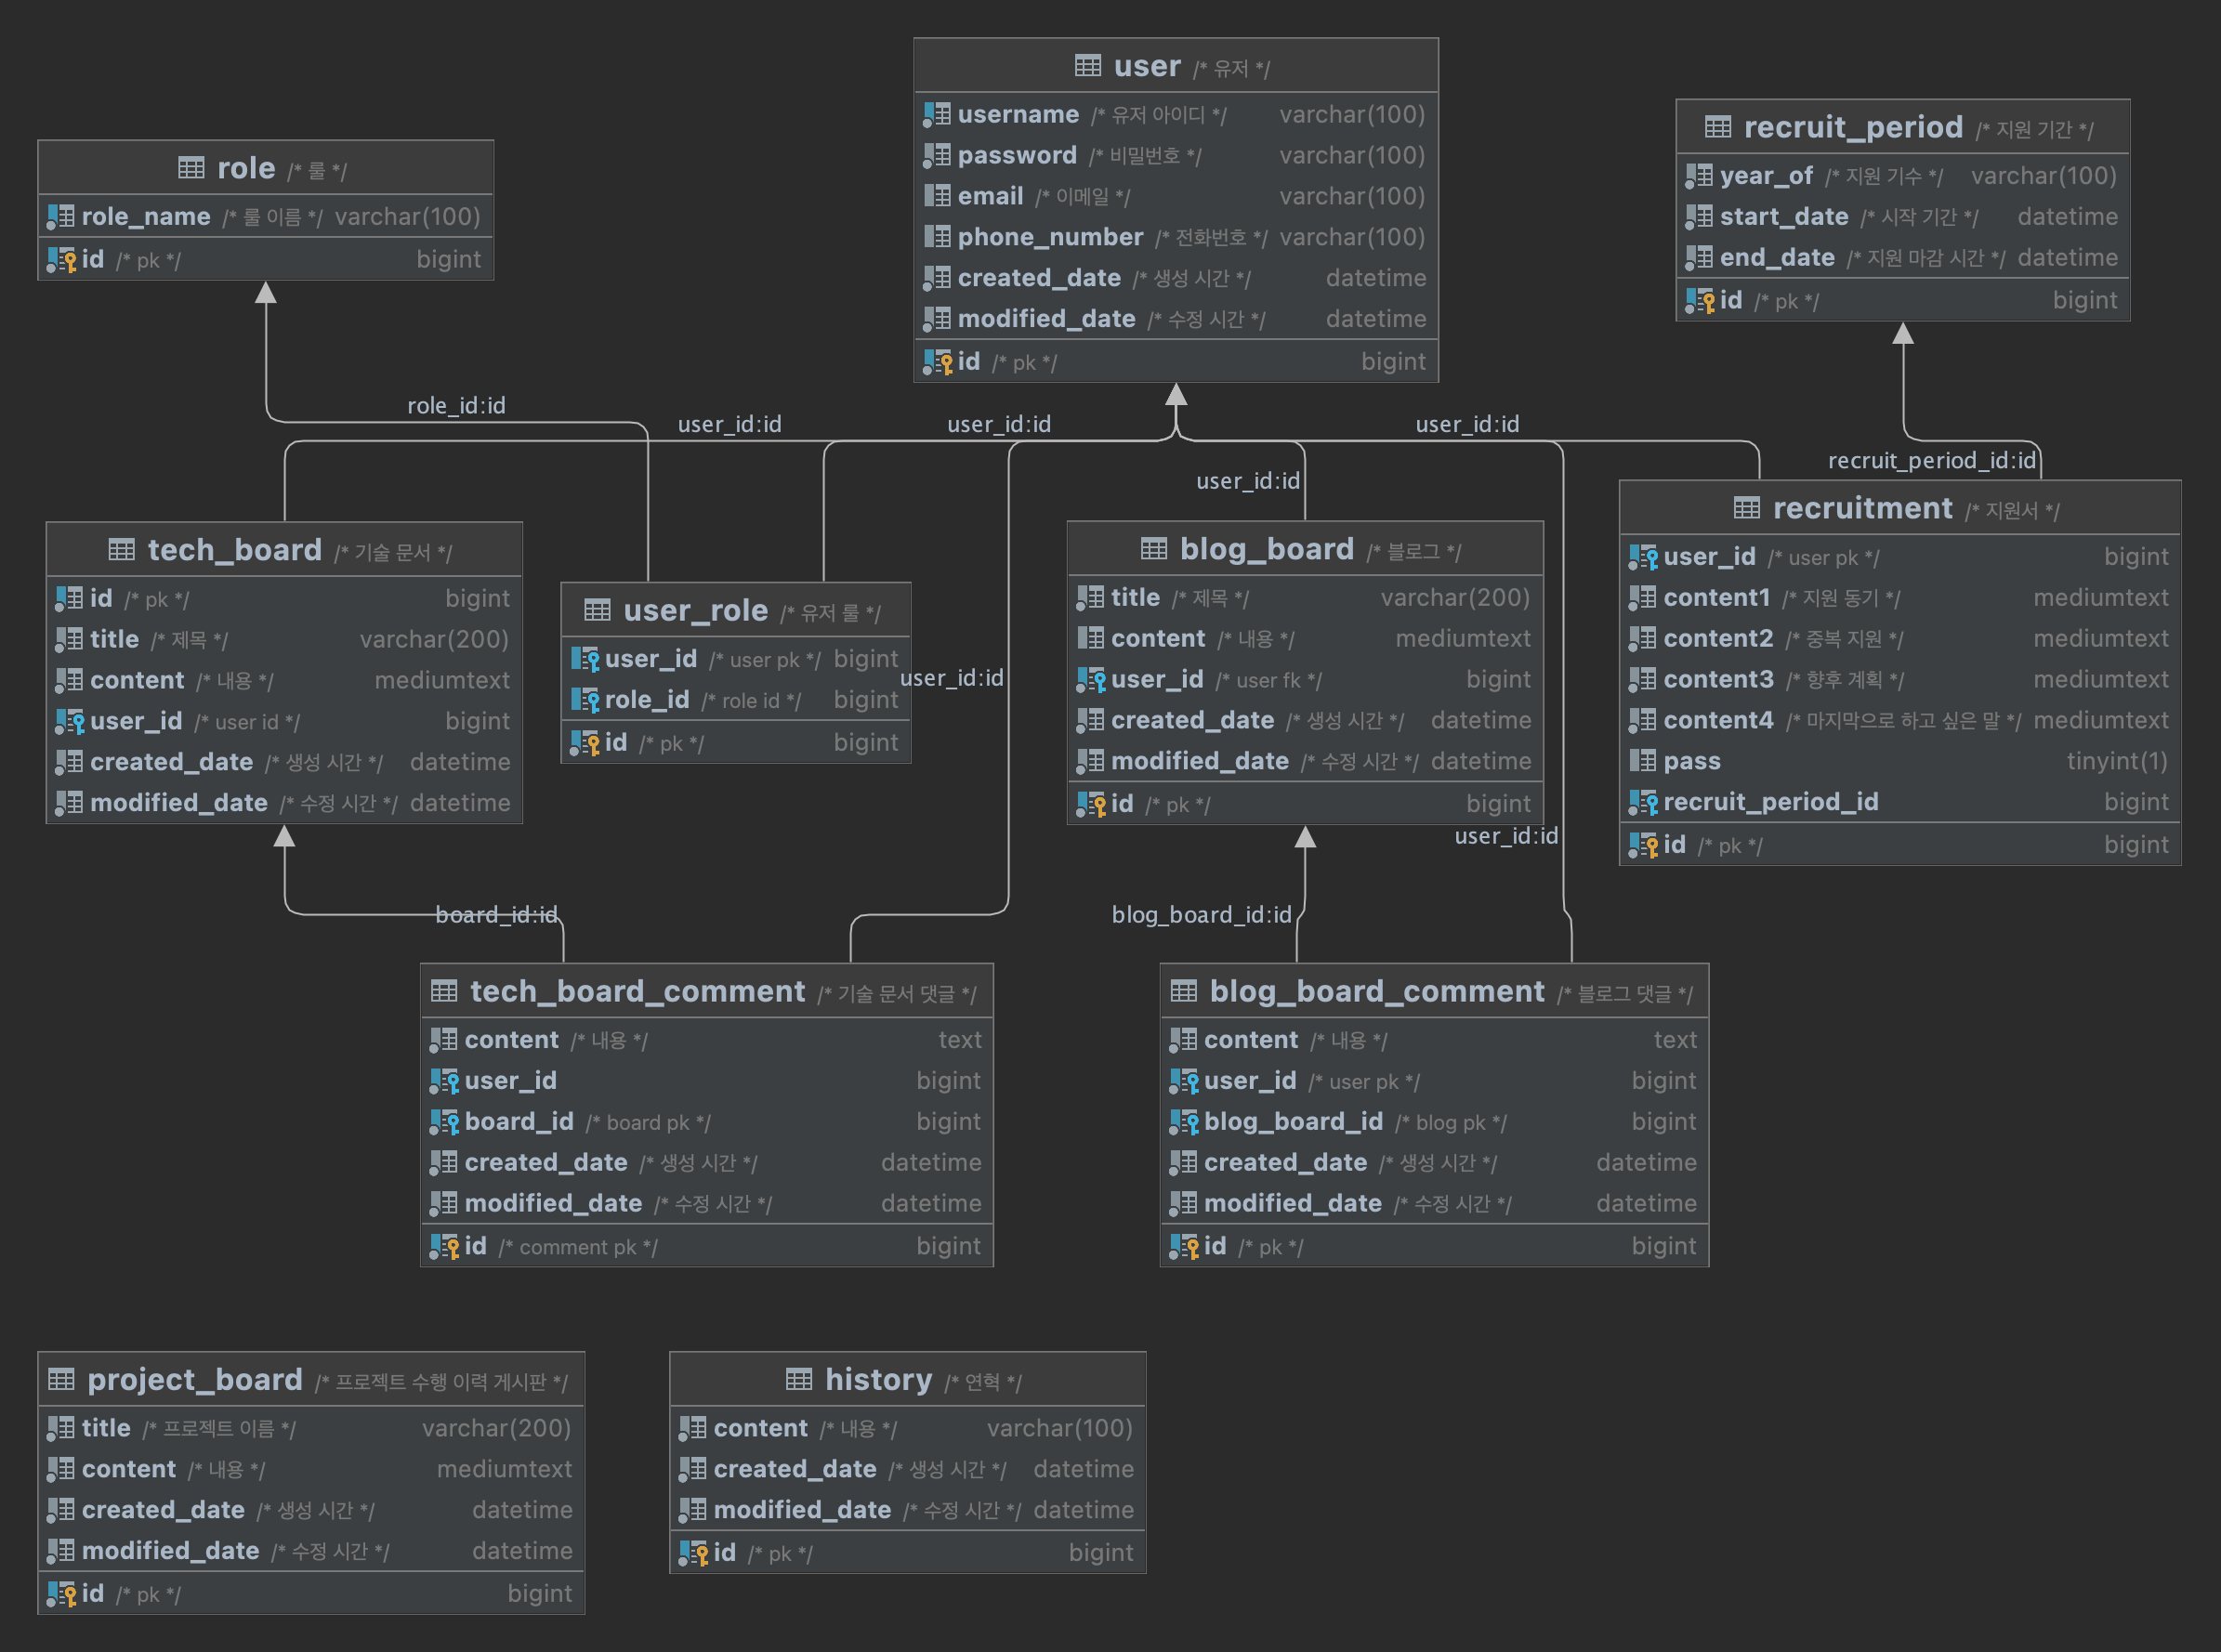 user /* 유저 */
username /* 유저 아이디 */ varchar(100)
password /* 비밀번호 */ varchar(100)
email /* 이메일 */ varchar(100)
phone_number /* 전화번호 */ varchar(100)
created_date /* 생성 시간 */ datetime
modified_date /* 수정 시간 */ datetime
id /* pk */ bigint
recruit_period /* 지원 기간 */
year_of /* 지원 기수 */ varchar(100)
start_date /* 시작 기간 */ datetime
end_date /* 지원 마감 시간 */ datetime
id /* pk */ bigint
role /* 룰 */
role_name /* 룰 이름 */ varchar(100)
id /* pk */ bigint
role_id:id
user_id:id
user_id:id
user_id:id
user_id:id
recruit_period_id:id
tech_board /* 기술 문서 */
id /* pk */ bigint
title /* 제목 */ varchar(200)
content /* 내용 */ mediumtext
user_id /* user id */ bigint
created_date /* 생성 시간 */ datetime
modified_date /* 수정 시간 */ datetime
user_role /* 유저 룰 */
user_id /* user pk */ bigint
role_id /* role id */ bigint
id /* pk */ bigint
user_id:id
blog_board /* 블로그 */
title /* 제목 */ varchar(200)
content /* 내용 */ mediumtext
user_id /* user fk */ bigint
created_date /* 생성 시간 */ datetime
modified_date /* 수정 시간 */ datetime
id /* pk */ bigint
recruitment /* 지원서 */
user_id /* user pk */ bigint
content1 /* 지원 동기 */ mediumtext
content2 /* 중복 지원 */ mediumtext
content3 /* 향후 계획 */ mediumtext
content4 /* 마지막으로 하고 싶은 말 */ mediumtext
pass tinyint(1)
recruit_period_id bigint
id /* pk */ bigint
user_id:id
board_id:id
blog_board_id:id
tech_board_comment /* 기술 문서 댓글 */
content /* 내용 */ text
user_id bigint
board_id /* board pk */ bigint
created_date /* 생성 시간 */ datetime
modified_date /* 수정 시간 */ datetime
id /* comment pk */ bigint
blog_board_comment /* 블로그 댓글 */
content /* 내용 */ text
user_id /* user pk */ bigint
blog_board_id /* blog pk */ bigint
created_date /* 생성 시간 */ datetime
modified_date /* 수정 시간 */ datetime
id /* pk */ bigint
project_board /* 프로젝트 수행 이력 게시판 */
title /* 프로젝트 이름 */ varchar(200)
content /* 내용 */ mediumtext
created_date /* 생성 시간 */ datetime
modified_date /* 수정 시간 */ datetime
id /* pk */ bigint
history /* 연혁 */
content /* 내용 */ varchar(100)
created_date /* 생성 시간 */ datetime
modified_date /* 수정 시간 */ datetime
id /* pk */ bigint